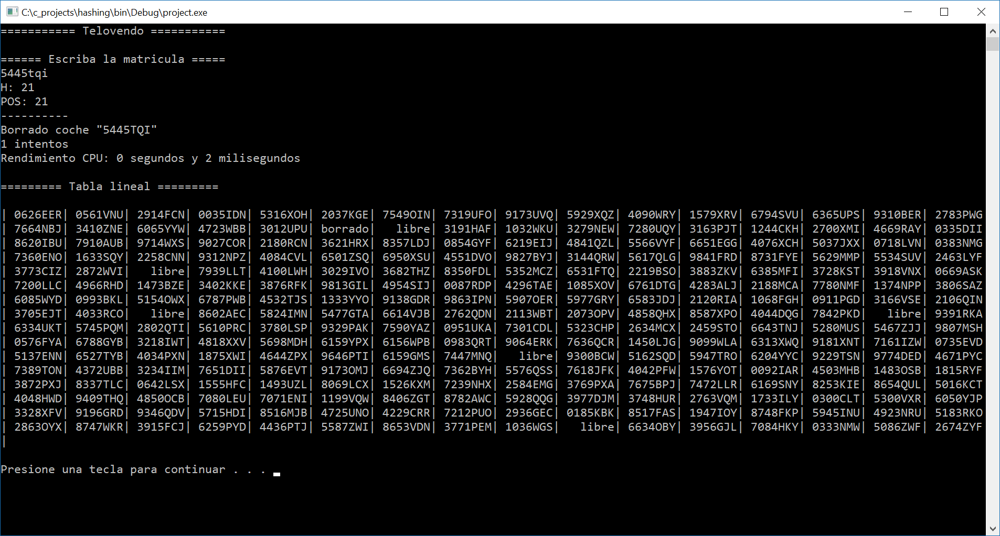 C:\c_projects\hashing\bin\Debug\project.exe
=========== Telovendo ===========
====== Escriba la matricula =====
5445tqi
H: 21
POS: 21
----------
Borrado coche "5445TQI"
1 intentos
Rendimiento CPU: 0 segundos y 2 milisegundos
========= Tabla lineal =========
| 0626EER| 0561VNU| 2914FCN| 0035IDN| 5316XOH| 2037KGE| 7549OIN| 7319UFO| 9173UVQ| 5929XQZ| 4090WRY| 1579XRV| 6794SVU| 6365UPS| 9310BER| 2783PWG
| 7664NBJ| 3410ZNE| 6065YYW| 4723WBB| 3012UPU| borrado|   libre| 3191HAF| 1032WKU| 3279NEW| 7280UQY| 3163PJT| 1244CKH| 2700XMI| 4669RAY| 0335DII
| 8620IBU| 7910AUB| 9714WXS| 9027COR| 2180RCN| 3621HRX| 8357LDJ| 0854GYF| 6219EIJ| 4841QZL| 5566VYF| 6651EGG| 4076XCH| 5037JXX| 0718LVN| 0383NMG
| 7360ENO| 1633SQY| 2258CNN| 9312NPZ| 4084CVL| 6501ZSQ| 6950XSU| 4551DVO| 9827BYJ| 3144QRW| 5617QLG| 9841FRD| 8731FYE| 5629MMP| 5534SUV| 2463LYF
| 3773CIZ| 2872WVI|   libre| 7939LLT| 4100LWH| 3029IVO| 3682THZ| 8350FDL| 5352MCZ| 6531FTQ| 2219BSO| 3883ZKV| 6385MFI| 3728KST| 3918VNX| 0669ASK
| 7200LLC| 4966RHD| 1473BZE| 3402KKE| 3876RFK| 9813GIL| 4954SIJ| 0087RDP| 4296TAE| 1085XOV| 6761DTG| 4283ALJ| 2188MCA| 7780NMF| 1374NPP| 3806SAZ
| 6085WYD| 0993BKL| 5154OWX| 6787PWB| 4532TJS| 1333YYO| 9138GDR| 9863IPN| 5907OER| 5977GRY| 6583JDJ| 2120RIA| 1068FGH| 0911PGD| 3166VSE| 2106QIN
| 3705EJT| 4033RCO|   libre| 8602AEC| 5824IMN| 5477GTA| 6614VJB| 2762QDN| 2113WBT| 2073OPV| 4858QHX| 8587XPO| 4044DQG| 7842PKD|   libre| 9391RKA
| 6334UKT| 5745PQM| 2802QTI| 5610PRC| 3780LSP| 9329PAK| 7590YAZ| 0951UKA| 7301CDL| 5323CHP| 2634MCX| 2459STO| 6643TNJ| 5280MUS| 5467ZJJ| 9807MSH
| 0576FYA| 6788GYB| 3218IWT| 4818XXV| 5698MDH| 6159YPX| 6156WPB| 0983QRT| 9064ERK| 7636QCR| 1450LJG| 9099WLA| 6313XWQ| 9181XNT| 7161IZW| 0735EVD
| 5137ENN| 6527TYB| 4034PXN| 1875XWI| 4644ZPX| 9646PTI| 6159GMS| 7447MNQ|   libre| 9300BCW| 5162SQD| 5947TRO| 6204YYC| 9229TSN| 9774DED| 4671PYC
| 7389TON| 4372UBB| 3234IIM| 7651DII| 5876EVT| 9173OMJ| 6694ZJQ| 7362BYH| 5576QSS| 7618JFK| 4042PFW| 1576YOT| 0092IAR| 4503MHB| 1483OSB| 1815RYF
| 3872PXJ| 8337TLC| 0642LSX| 1555HFC| 1493UZL| 8069LCX| 1526KXM| 7239NHX| 2584EMG| 3769PXA| 7675BPJ| 7472LLR| 6169SNY| 8253KIE| 8654QUL| 5016KCT
| 4048HWD| 9409THQ| 4850OCB| 7080LEU| 7071ENI| 1199VQW| 8406ZGT| 8782AWC| 5928QQG| 3977DJM| 3748HUR| 2763VQM| 1733ILY| 0300CLT| 5300VXR| 6050YJP
| 3328XFV| 9196GRD| 9346QDV| 5715HDI| 8516MJB| 4725UNO| 4229CRR| 7212PUO| 2936GEC| 0185KBK| 8517FAS| 1947IOY| 8748FKP| 5945INU| 4923NRU| 5183RKO
| 2863OYX| 8747WKR| 3915FCJ| 6259PYD| 4436PTJ| 5587ZWI| 8653VDN| 3771PEM| 1036WGS|   libre| 6634OBY| 3956GJL| 7084HKY| 0333NMW| 5086ZWF| 2674ZYF
|
Presione una tecla para continuar . . .